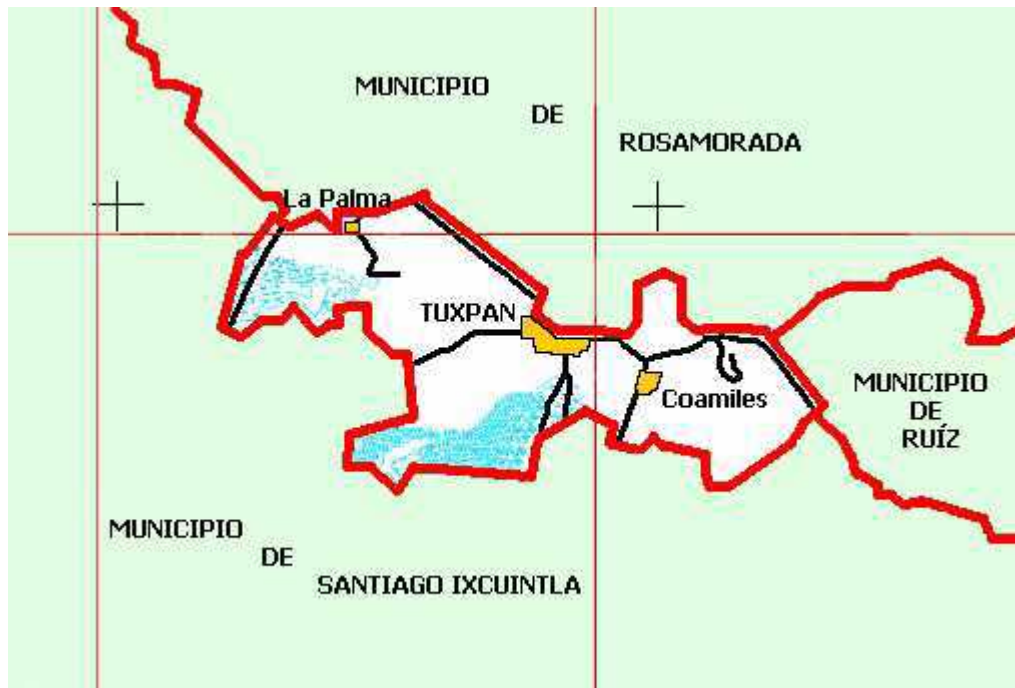 MUNICIPIO
DE
ROSAMORADA
La Palma
TUXPAN
Coamiles
MUNICIPIO
DE
RUÍZ
MUNICIPIO
DE
SANTIAGO IXCUINTLA